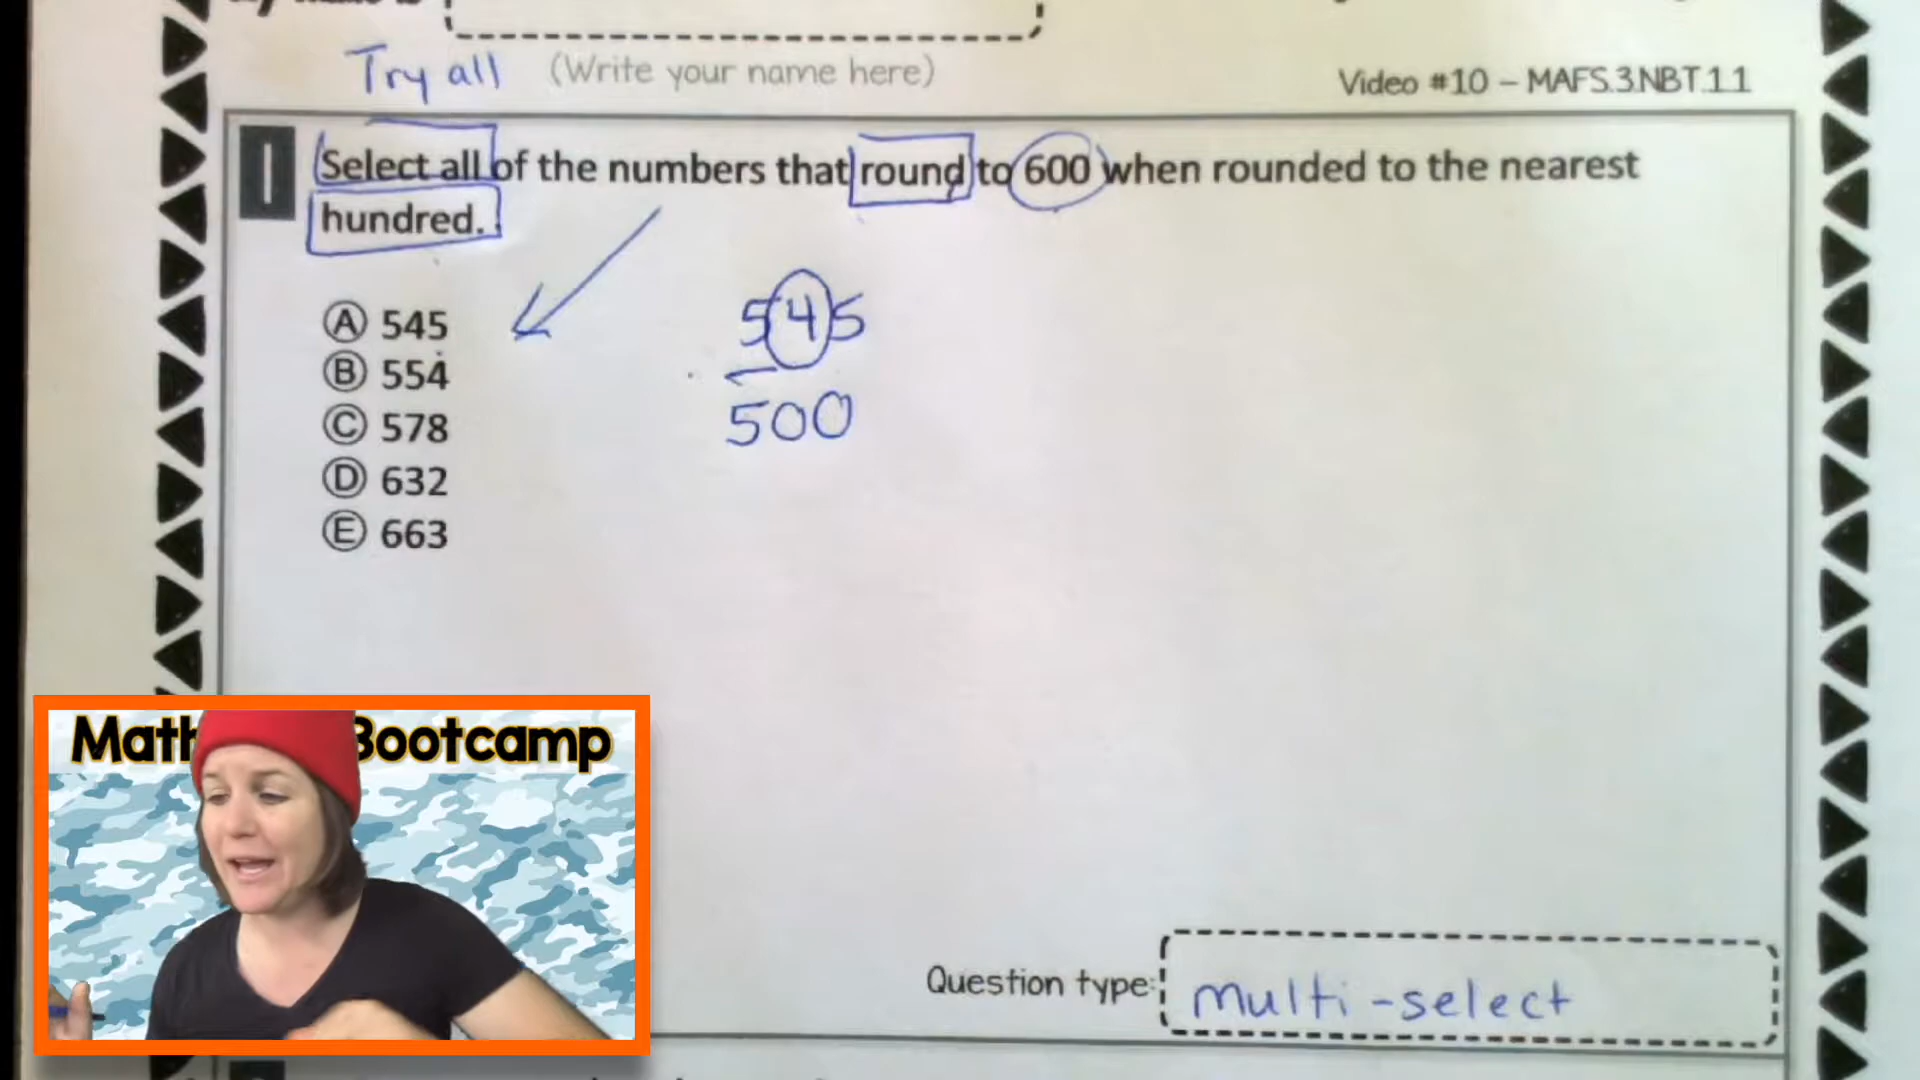 Try all (Write your name here)
Video #10 – MAFS.3.NBT.1.1
1 Select all of the numbers that round to 600 when rounded to the nearest
hundred.
A 545
B 554
C 578
D 632
E 663
545
500
Question type: multi-select
Math Bootcamp